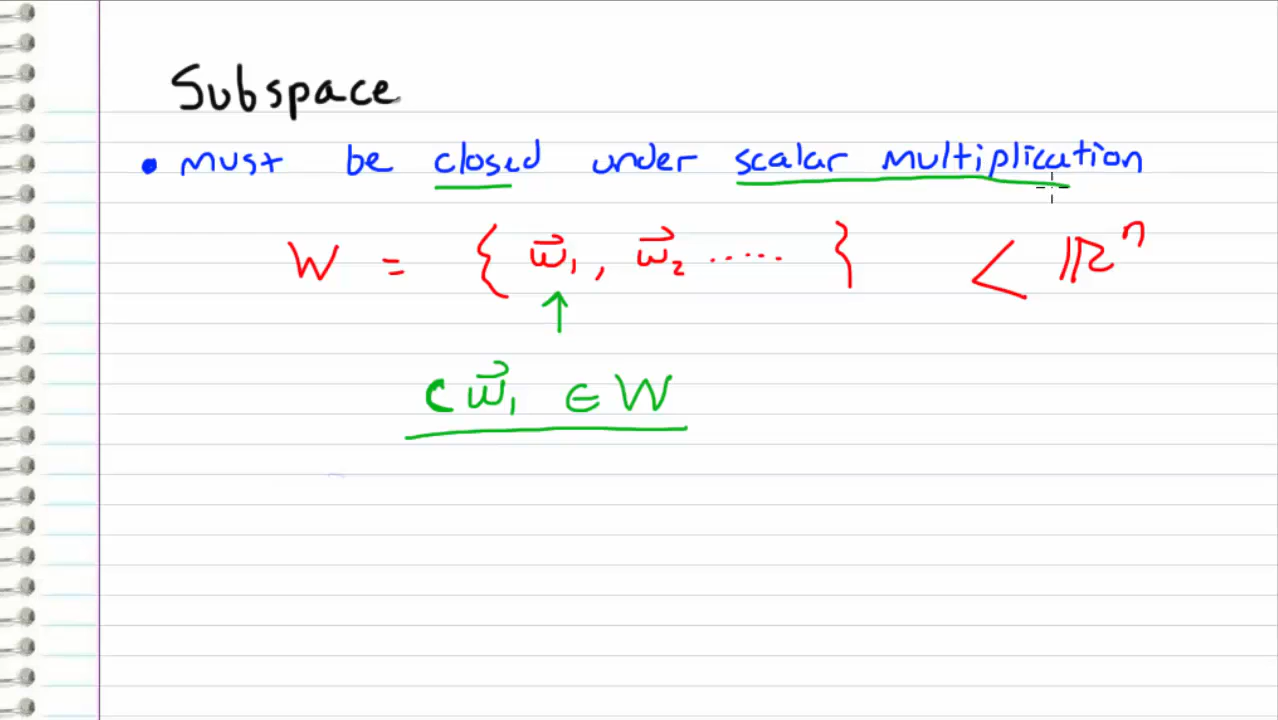 Subspace
• must be closed under scalar multiplication
W = { w⃗₁, w⃗₂ ..... } < ℝⁿ
↑
c w⃗₁ ∈ W